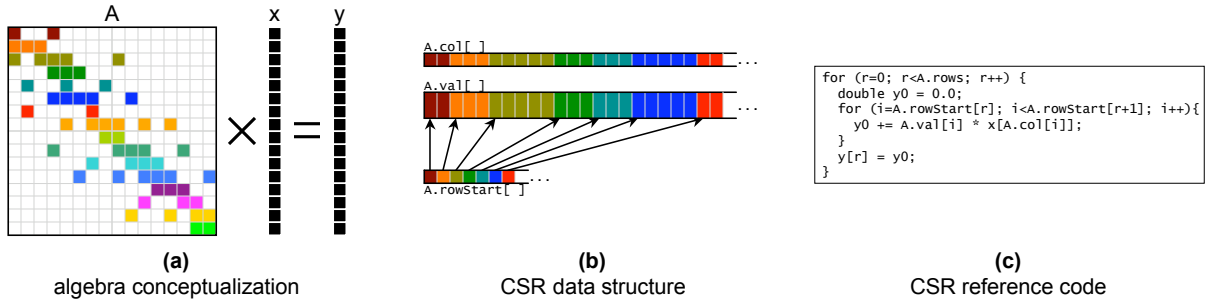 A
x
y
×
=
(a)
algebra conceptualization
A.col[ ]
...
A.val[ ]
...
...
A.rowStart[ ]
(b)
CSR data structure
for (r=0; r<A.rows; r++) {
double y0 = 0.0;
for (i=A.rowStart[r]; i<A.rowStart[r+1]; i++){
y0 += A.val[i] * x[A.col[i]];
}
y[r] = y0;
}
(c)
CSR reference code